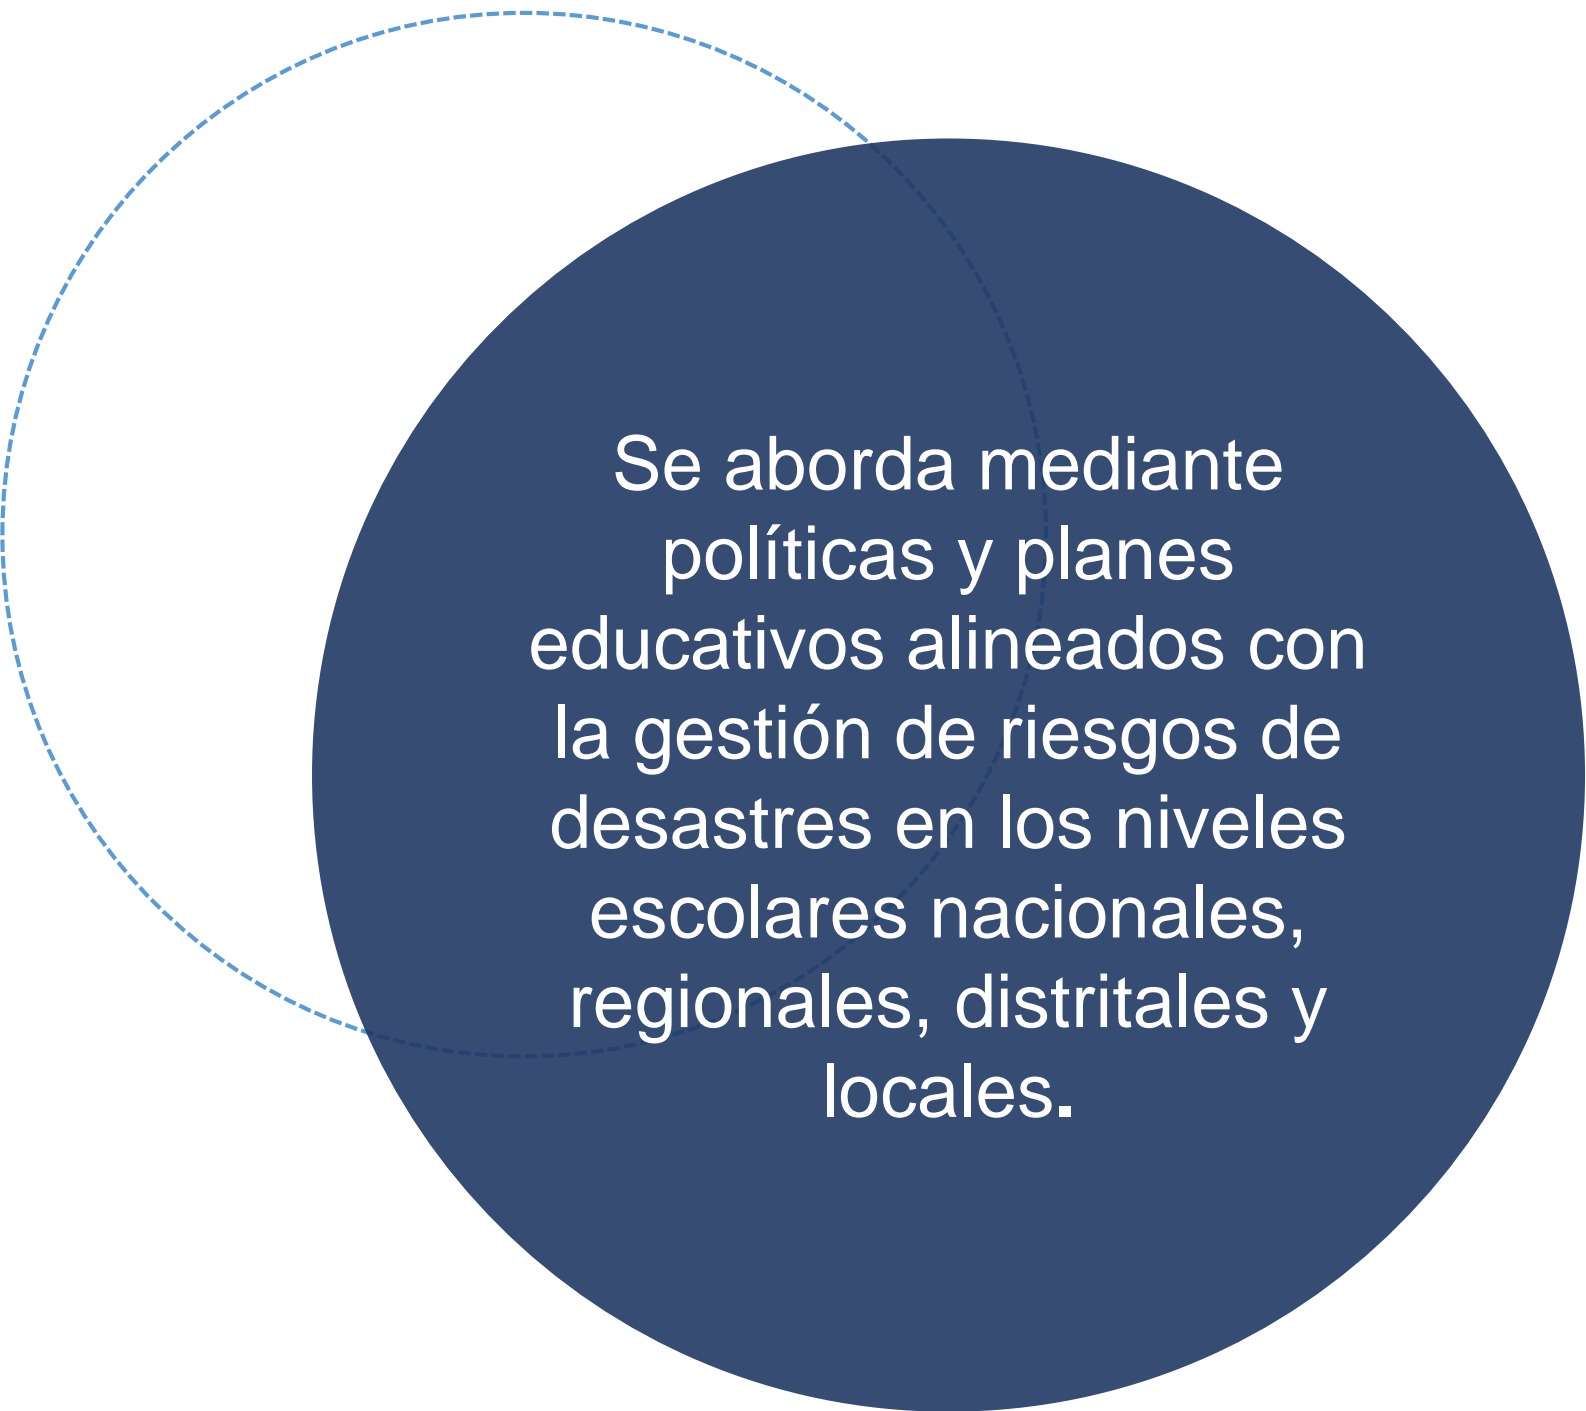 Se aborda mediante
políticas y planes
educativos alineados con
la gestión de riesgos de
desastres en los niveles
escolares nacionales,
regionales, distritales y
locales.